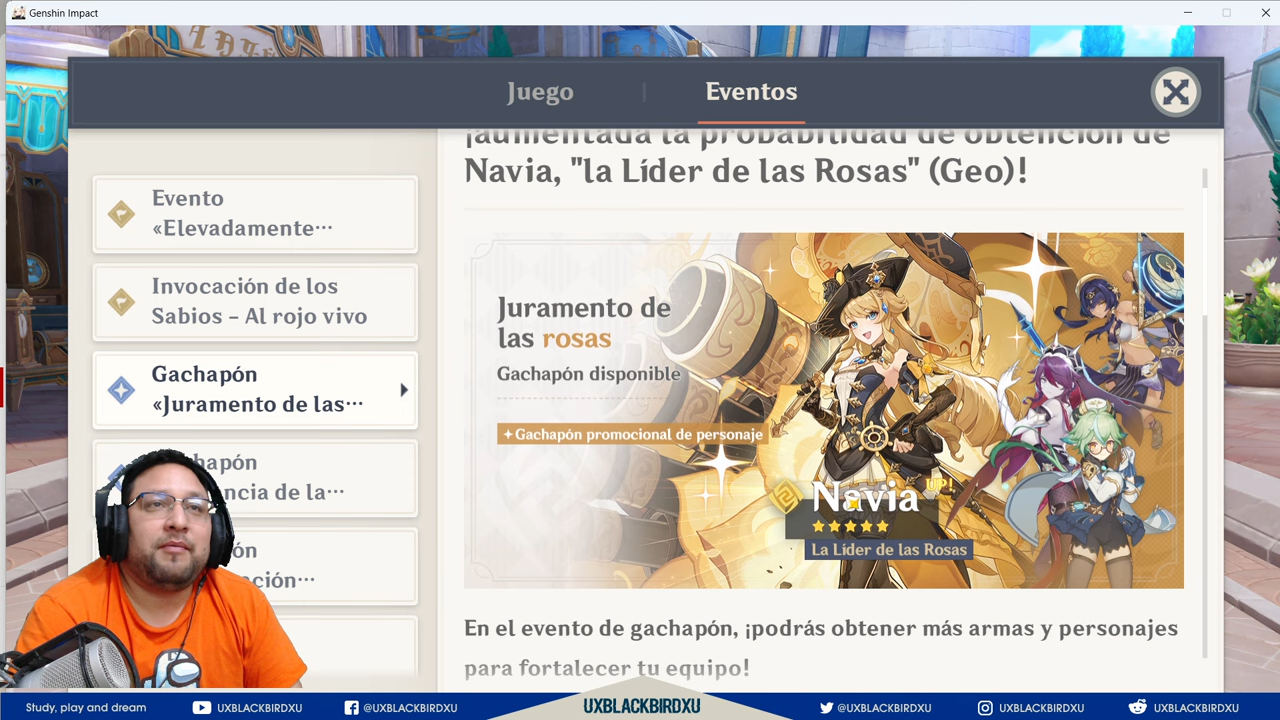 Genshin Impact
Juego
Eventos
¡aumentada la probabilidad de obtención de
Navia, "la Líder de las Rosas" (Geo)!
Evento
«Elevadamente···
Invocación de los
Sabios – Al rojo vivo
Gachapón
«Juramento de las···
ncia de la···
ción···
Juramento de
las rosas
Gachapón disponible
Gachapón promocional de personaje
Navia UP!
La Líder de las Rosas
En el evento de gachapón, ¡podrás obtener más armas y personajes
para fortalecer tu equipo!
Study, play and dream
UXBLACKBIRDXU
@UXBLACKBIRDXU
UXBLACKBIRDXU
@UXBLACKBIRDXU
UXBLACKBIRDXU
UXBLACKBIRDXU